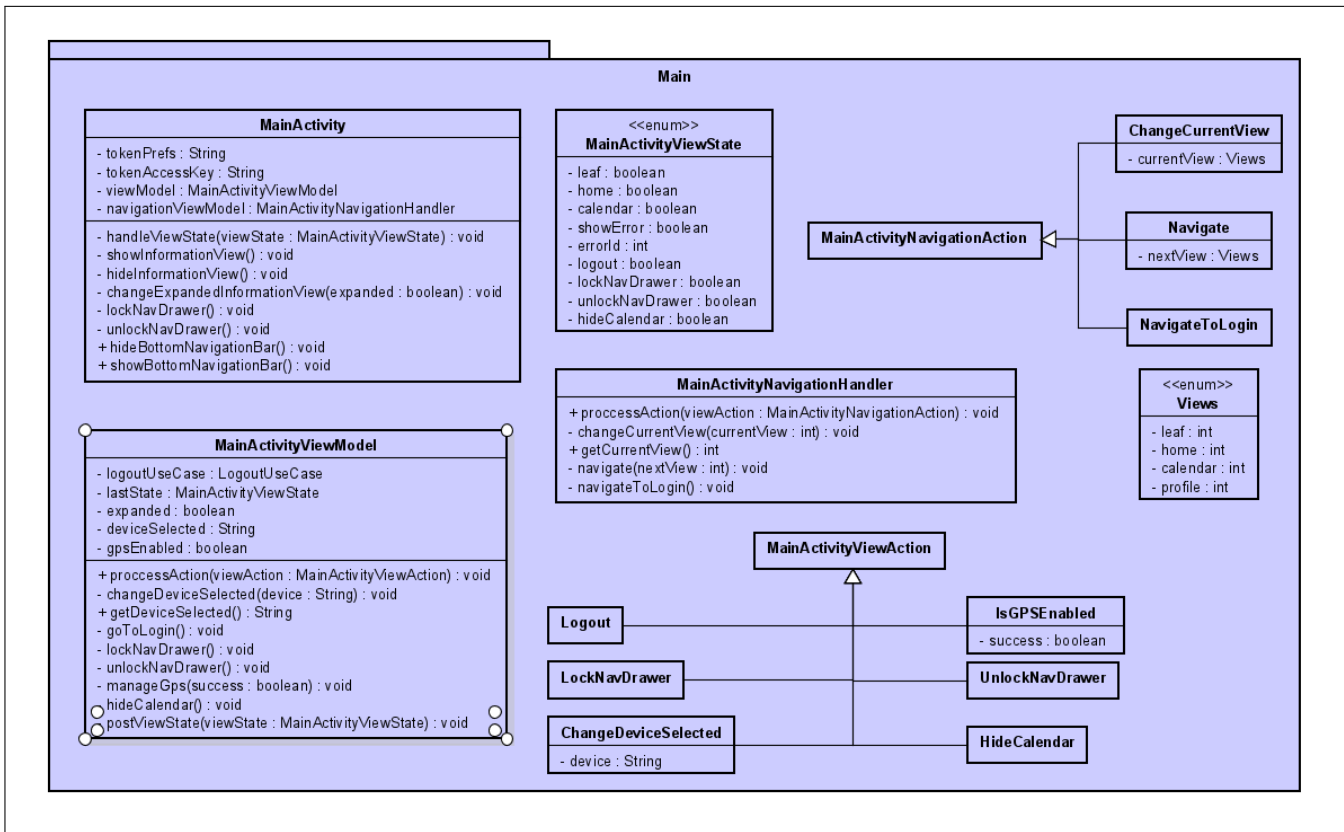 Main
MainActivity
- tokenPrefs : String
- tokenAccessKey : String
- viewModel : MainActivityViewModel
- navigationViewModel : MainActivityNavigationHandler
- handleViewState(viewState : MainActivityViewState) : void
- showInformationView() : void
- hideInformationView() : void
- changeExpandedInformationView(expanded : boolean) : void
- lockNavDrawer() : void
- unlockNavDrawer() : void
+ hideBottomNavigationBar() : void
+ showBottomNavigationBar() : void
<<enum>>
MainActivityViewState
- leaf : boolean
- home : boolean
- calendar : boolean
- showError : boolean
- errorId : int
- logout : boolean
- lockNavDrawer : boolean
- unlockNavDrawer : boolean
- hideCalendar : boolean
MainActivityNavigationAction
ChangeCurrentView
- currentView : Views
Navigate
- nextView : Views
NavigateToLogin
MainActivityNavigationHandler
+ proccessAction(viewAction : MainActivityNavigationAction) : void
- changeCurrentView(currentView : int) : void
+ getCurrentView() : int
- navigate(nextView : int) : void
- navigateToLogin() : void
<<enum>>
Views
- leaf : int
- home : int
- calendar : int
- profile : int
MainActivityViewModel
- logoutUseCase : LogoutUseCase
- lastState : MainActivityViewState
- expanded : boolean
- deviceSelected : String
- gpsEnabled : boolean
+ proccessAction(viewAction : MainActivityViewAction) : void
- changeDeviceSelected(device : String) : void
+ getDeviceSelected() : String
- goToLogin() : void
- lockNavDrawer() : void
- unlockNavDrawer() : void
- manageGps(success : boolean) : void
- hideCalendar() : void
- postViewState(viewState : MainActivityViewState) : void
MainActivityViewAction
Logout
IsGPSEnabled
- success : boolean
LockNavDrawer
UnlockNavDrawer
ChangeDeviceSelected
- device : String
HideCalendar